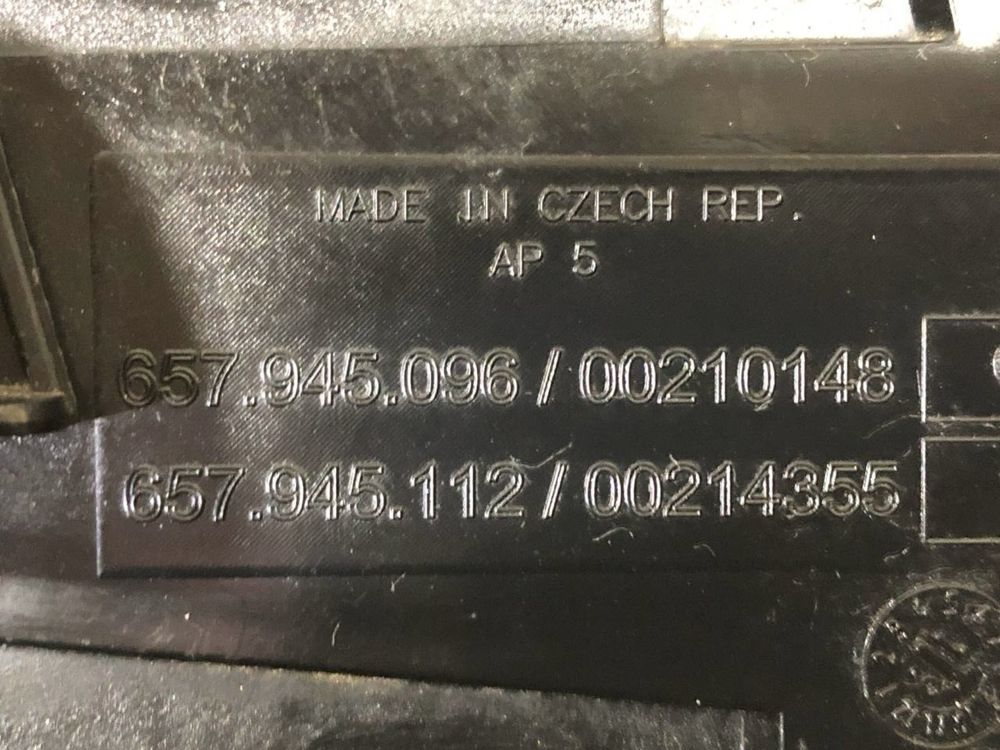 MADE IN CZECH REP.
AP 5
657.945.096 / 00210148
657.945.112 / 00214355